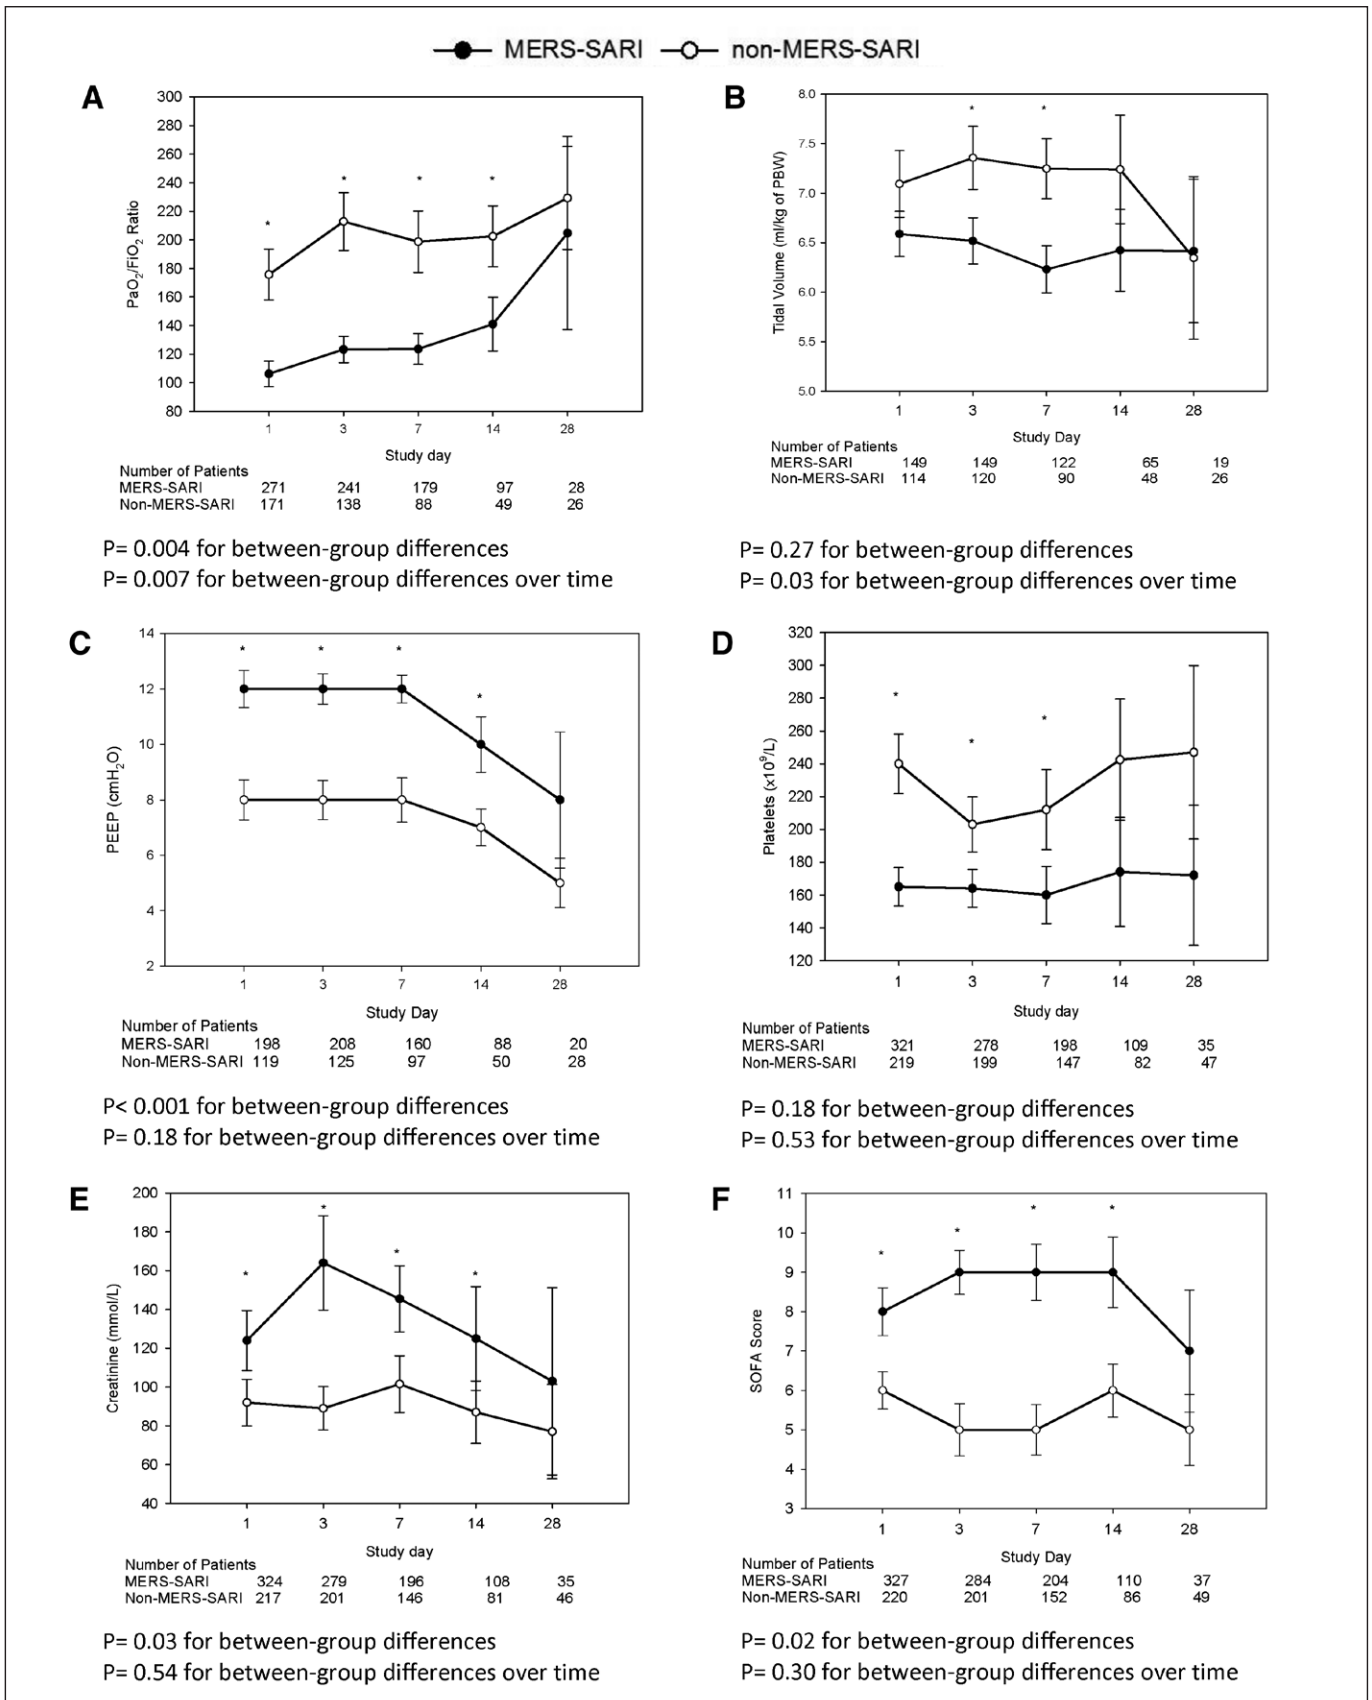 MERS-SARI non-MERS-SARI
A
300
280
260
240
220
200
180
160
140
120
100
80
PaO2/FiO2 Ratio
*
*
*
*
1 3 7 14 28
Study day
Number of Patients
MERS-SARI 271 241 179 97 28
Non-MERS-SARI 171 138 88 49 26
P= 0.004 for between-group differences
P= 0.007 for between-group differences over time
B
8.0
7.5
7.0
6.5
6.0
5.5
5.0
Tidal Volume (ml/kg of PBW)
* *
1 3 7 14 28
Study Day
Number of Patients
MERS-SARI 149 149 122 65 19
Non-MERS-SARI 114 120 90 48 26
P= 0.27 for between-group differences
P= 0.03 for between-group differences over time
C
14
12
10
8
6
4
2
PEEP (cmH2O)
* * *
*
1 3 7 14 28
Study Day
Number of Patients
MERS-SARI 198 208 160 88 20
Non-MERS-SARI 119 125 97 50 28
P< 0.001 for between-group differences
P= 0.18 for between-group differences over time
D
320
300
280
260
240
220
200
180
160
140
120
Platelets (x10⁹/L)
*
*
*
1 3 7 14 28
Study day
Number of Patients
MERS-SARI 321 278 198 109 35
Non-MERS-SARI 219 199 147 82 47
P= 0.18 for between-group differences
P= 0.53 for between-group differences over time
E
200
180
160
140
120
100
80
60
40
Creatinine (mmol/L)
*
*
*
*
1 3 7 14 28
Study day
Number of Patients
MERS-SARI 324 279 196 108 35
Non-MERS-SARI 217 201 146 81 46
P= 0.03 for between-group differences
P= 0.54 for between-group differences over time
F
11
10
9
8
7
6
5
4
3
SOFA Score
*
*
*
*
1 3 7 14 28
Study Day
Number of Patients
MERS-SARI 327 284 204 110 37
Non-MERS-SARI 220 201 152 86 49
P= 0.02 for between-group differences
P= 0.30 for between-group differences over time